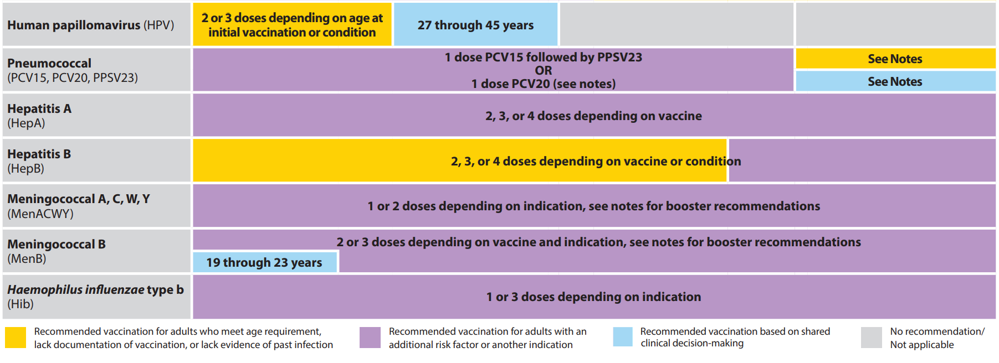 Human papillomavirus (HPV)
2 or 3 doses depending on age at
initial vaccination or condition
27 through 45 years
Pneumococcal
(PCV15, PCV20, PPSV23)
1 dose PCV15 followed by PPSV23
OR
1 dose PCV20 (see notes)
See Notes
See Notes
Hepatitis A
(HepA)
2, 3, or 4 doses depending on vaccine
Hepatitis B
(HepB)
2, 3, or 4 doses depending on vaccine or condition
Meningococcal A, C, W, Y
(MenACWY)
1 or 2 doses depending on indication, see notes for booster recommendations
Meningococcal B
(MenB)
2 or 3 doses depending on vaccine and indication, see notes for booster recommendations
19 through 23 years
Haemophilus influenzae type b
(Hib)
1 or 3 doses depending on indication
Recommended vaccination for adults who meet age requirement,
lack documentation of vaccination, or lack evidence of past infection
Recommended vaccination for adults with an
additional risk factor or another indication
Recommended vaccination based on shared
clinical decision-making
No recommendation/
Not applicable